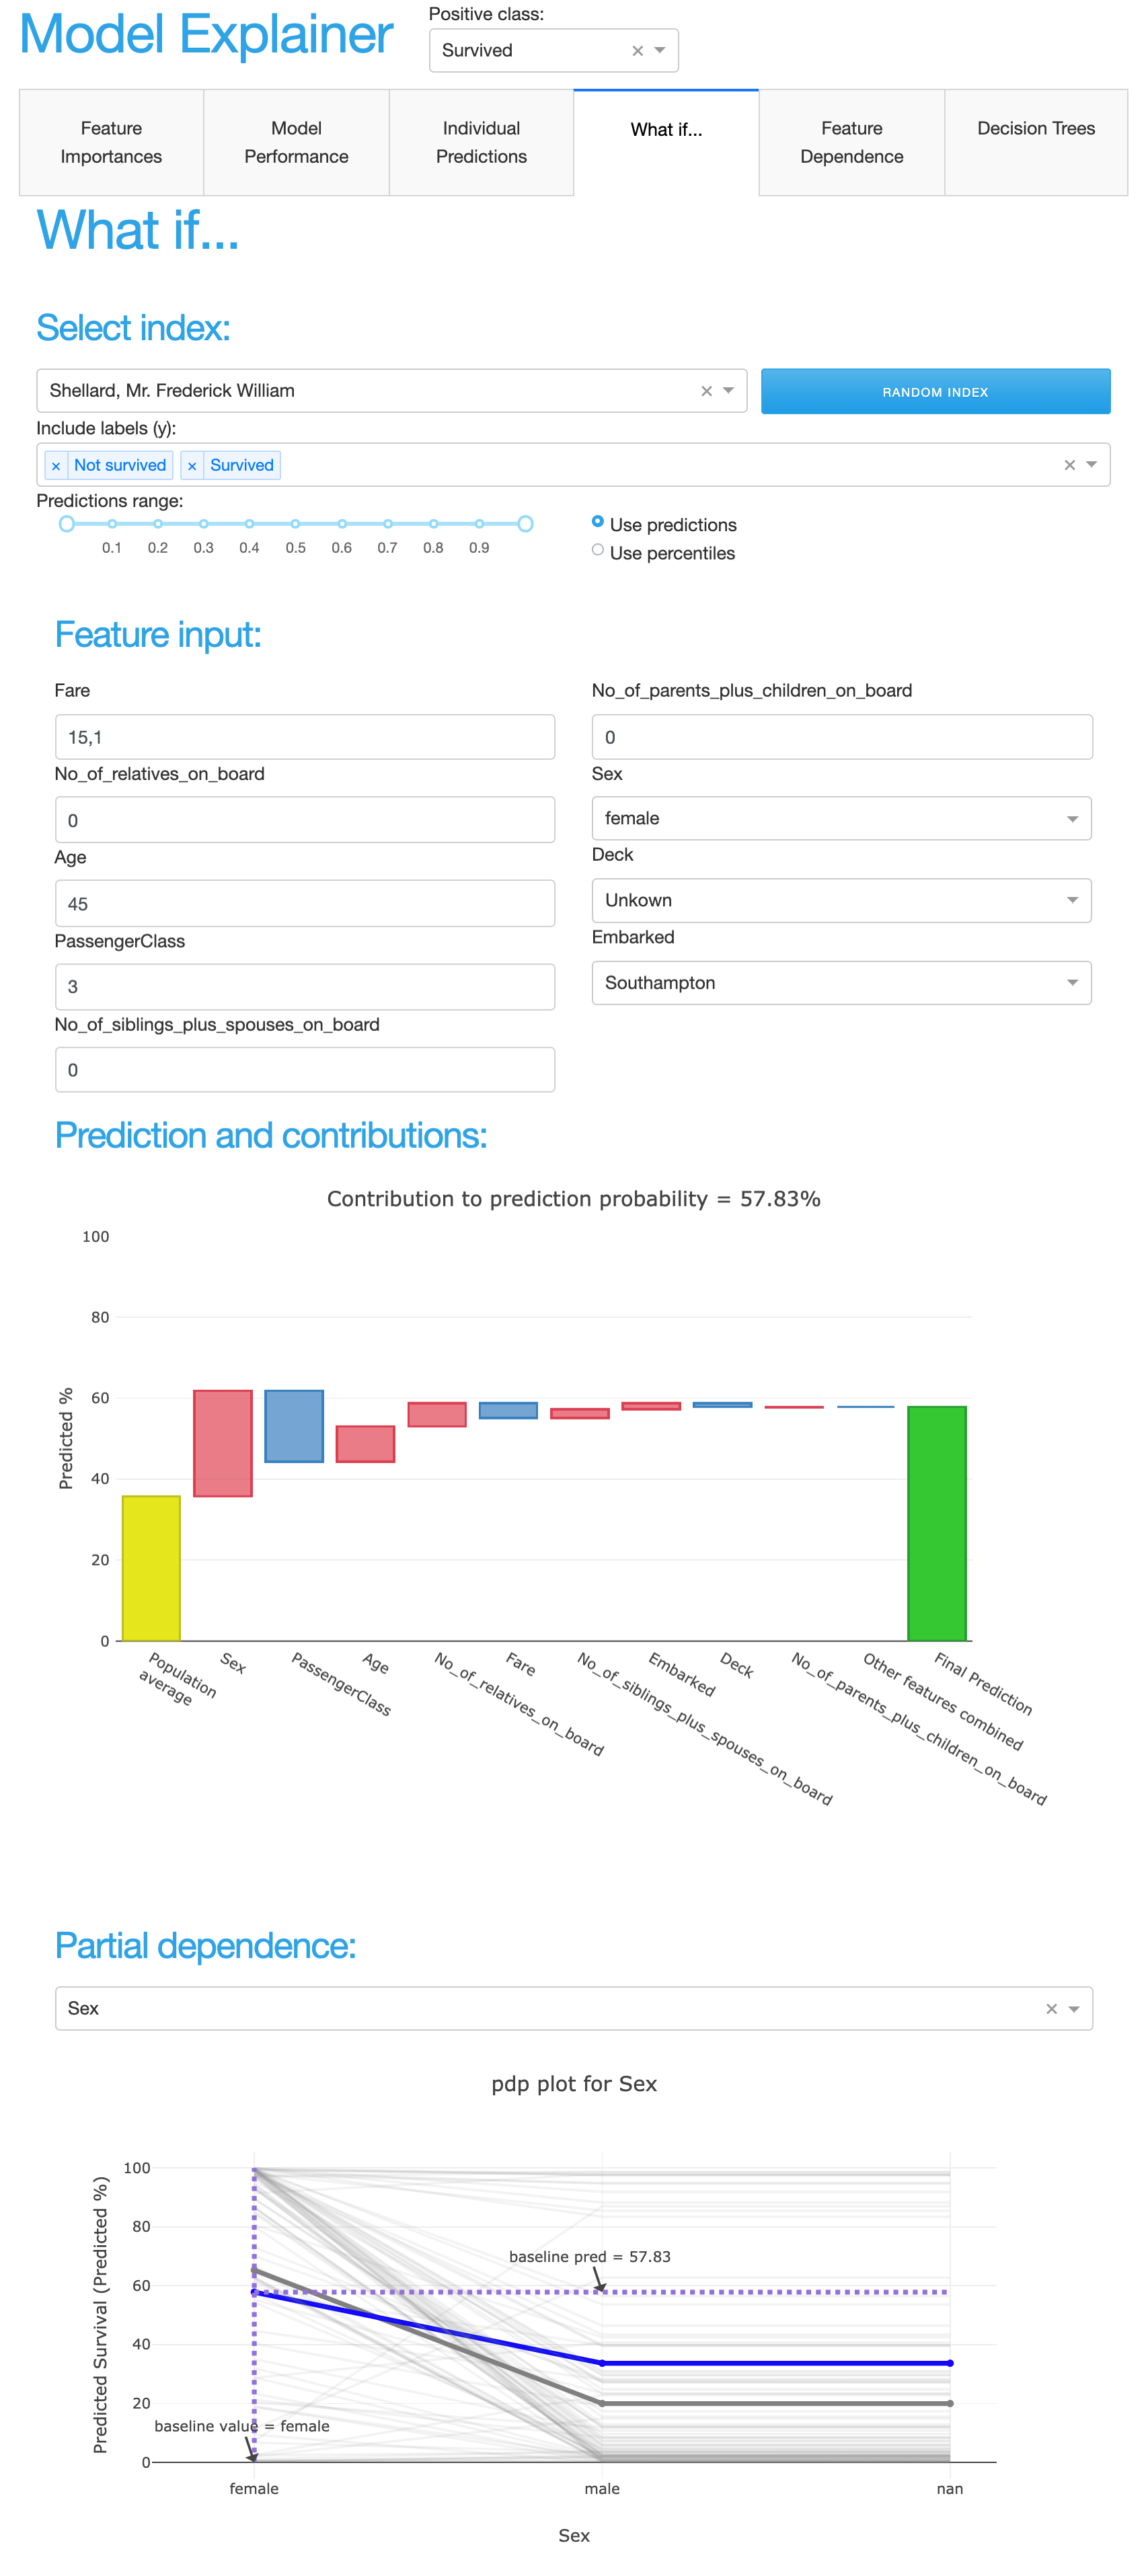 Model Explainer
Positive class:
Survived
Feature
Importances
Model
Performance
Individual
Predictions
What if...
Feature
Dependence
Decision Trees
What if...
Select index:
Shellard, Mr. Frederick William
RANDOM INDEX
Include labels (y):
× Not survived × Survived
Predictions range:
0.1 0.2 0.3 0.4 0.5 0.6 0.7 0.8 0.9
Use predictions
Use percentiles
Feature input:
Fare
15,1
No_of_relatives_on_board
0
Age
45
PassengerClass
3
No_of_siblings_plus_spouses_on_board
0
No_of_parents_plus_children_on_board
0
Sex
female
Deck
Unkown
Embarked
Southampton
Prediction and contributions:
Contribution to prediction probability = 57.83%
100
80
60
40
20
0
Predicted %
Population
average
Sex
PassengerClass
Age
No_of_relatives_on_board
Fare
No_of_siblings_plus_spouses_on_board
Embarked
Deck
No_of_parents_plus_children_on_board
Other features combined
Final Prediction
Partial dependence:
Sex
pdp plot for Sex
100
80
60
40
20
0
Predicted Survival (Predicted %)
baseline pred = 57.83
baseline value = female
female
male
nan
Sex